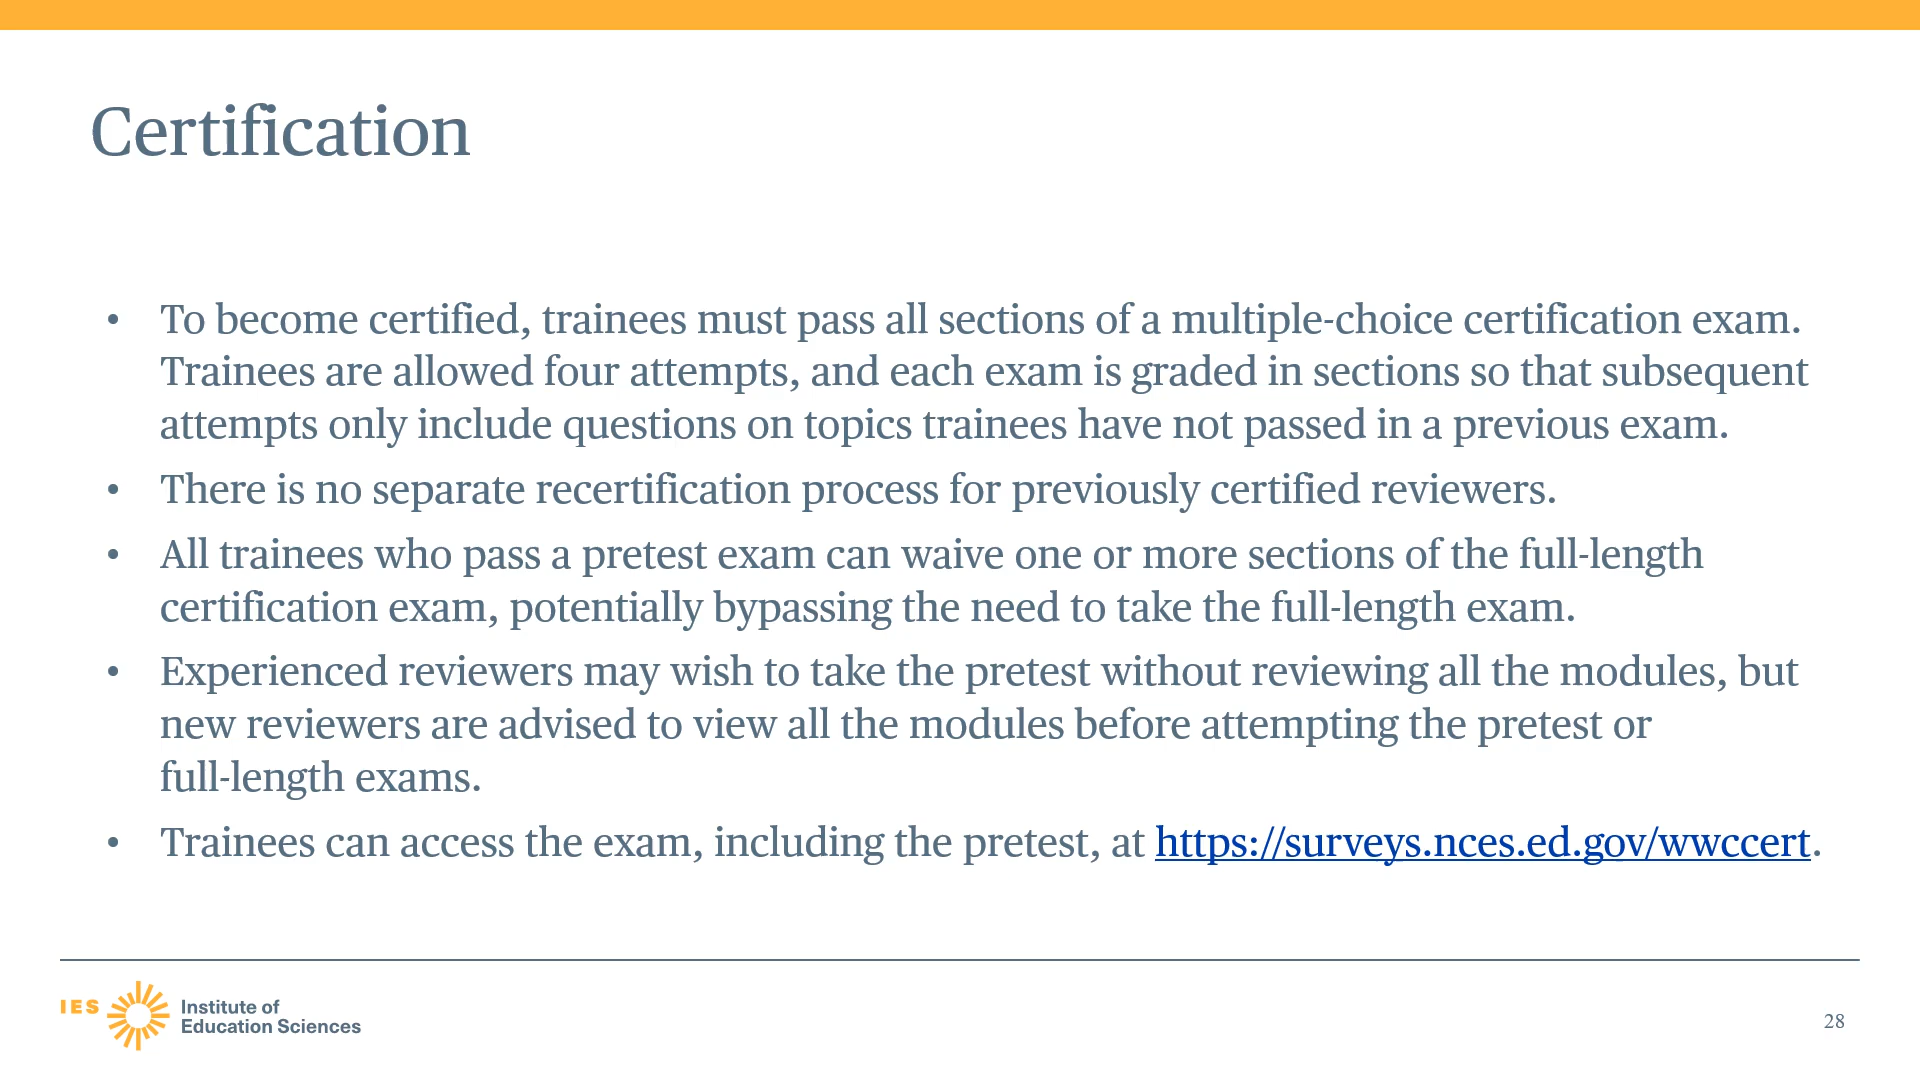 Certification
• To become certified, trainees must pass all sections of a multiple-choice certification exam.
Trainees are allowed four attempts, and each exam is graded in sections so that subsequent
attempts only include questions on topics trainees have not passed in a previous exam.
• There is no separate recertification process for previously certified reviewers.
• All trainees who pass a pretest exam can waive one or more sections of the full-length
certification exam, potentially bypassing the need to take the full-length exam.
• Experienced reviewers may wish to take the pretest without reviewing all the modules, but
new reviewers are advised to view all the modules before attempting the pretest or
full-length exams.
• Trainees can access the exam, including the pretest, at https://surveys.nces.ed.gov/wwccert.
IES
Institute of
Education Sciences
28